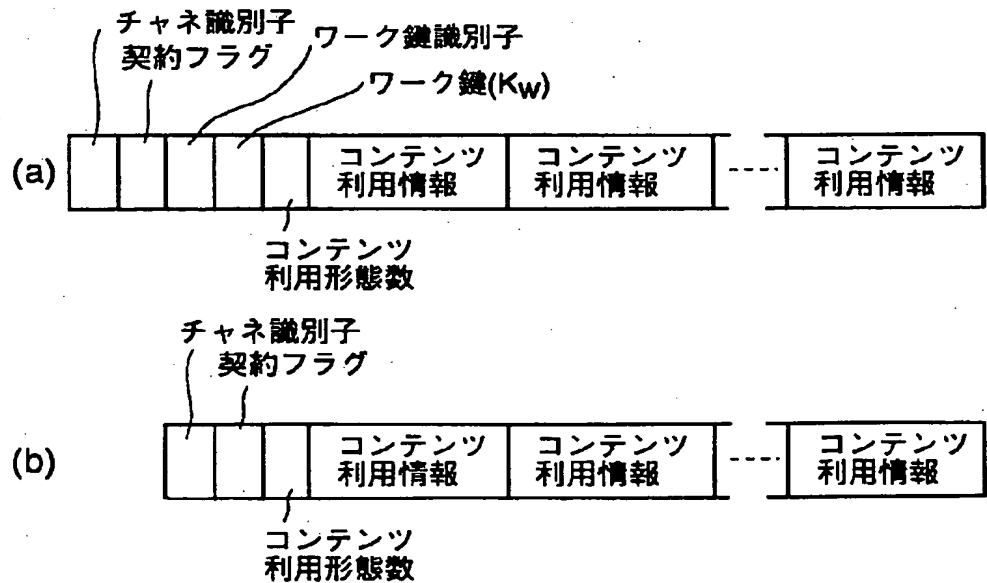 チャネ識別子
契約フラグ
ワーク鍵識別子
ワーク鍵(KW)
(a)
コンテンツ
利用情報
コンテンツ
利用情報
コンテンツ
利用情報
コンテンツ
利用形態数
チャネ識別子
契約フラグ
(b)
コンテンツ
利用情報
コンテンツ
利用情報
コンテンツ
利用情報
コンテンツ
利用形態数